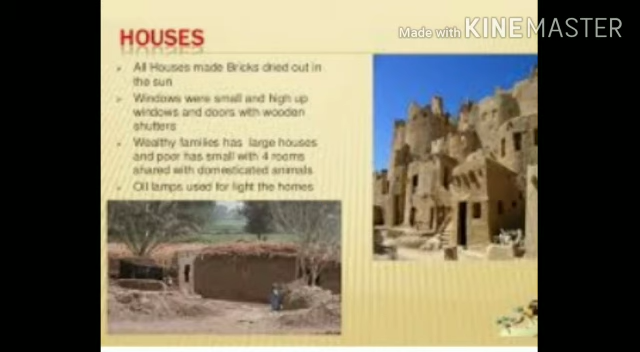 Made with KINEMASTER
HOUSES
All Houses made Bricks dried out in
the sun
Windows were small and high up
windows and doors with wooden
shutters
Wealthy families has large houses
and poor has small with 4 rooms
shared with domesticated animals
Oil lamps used for light the homes